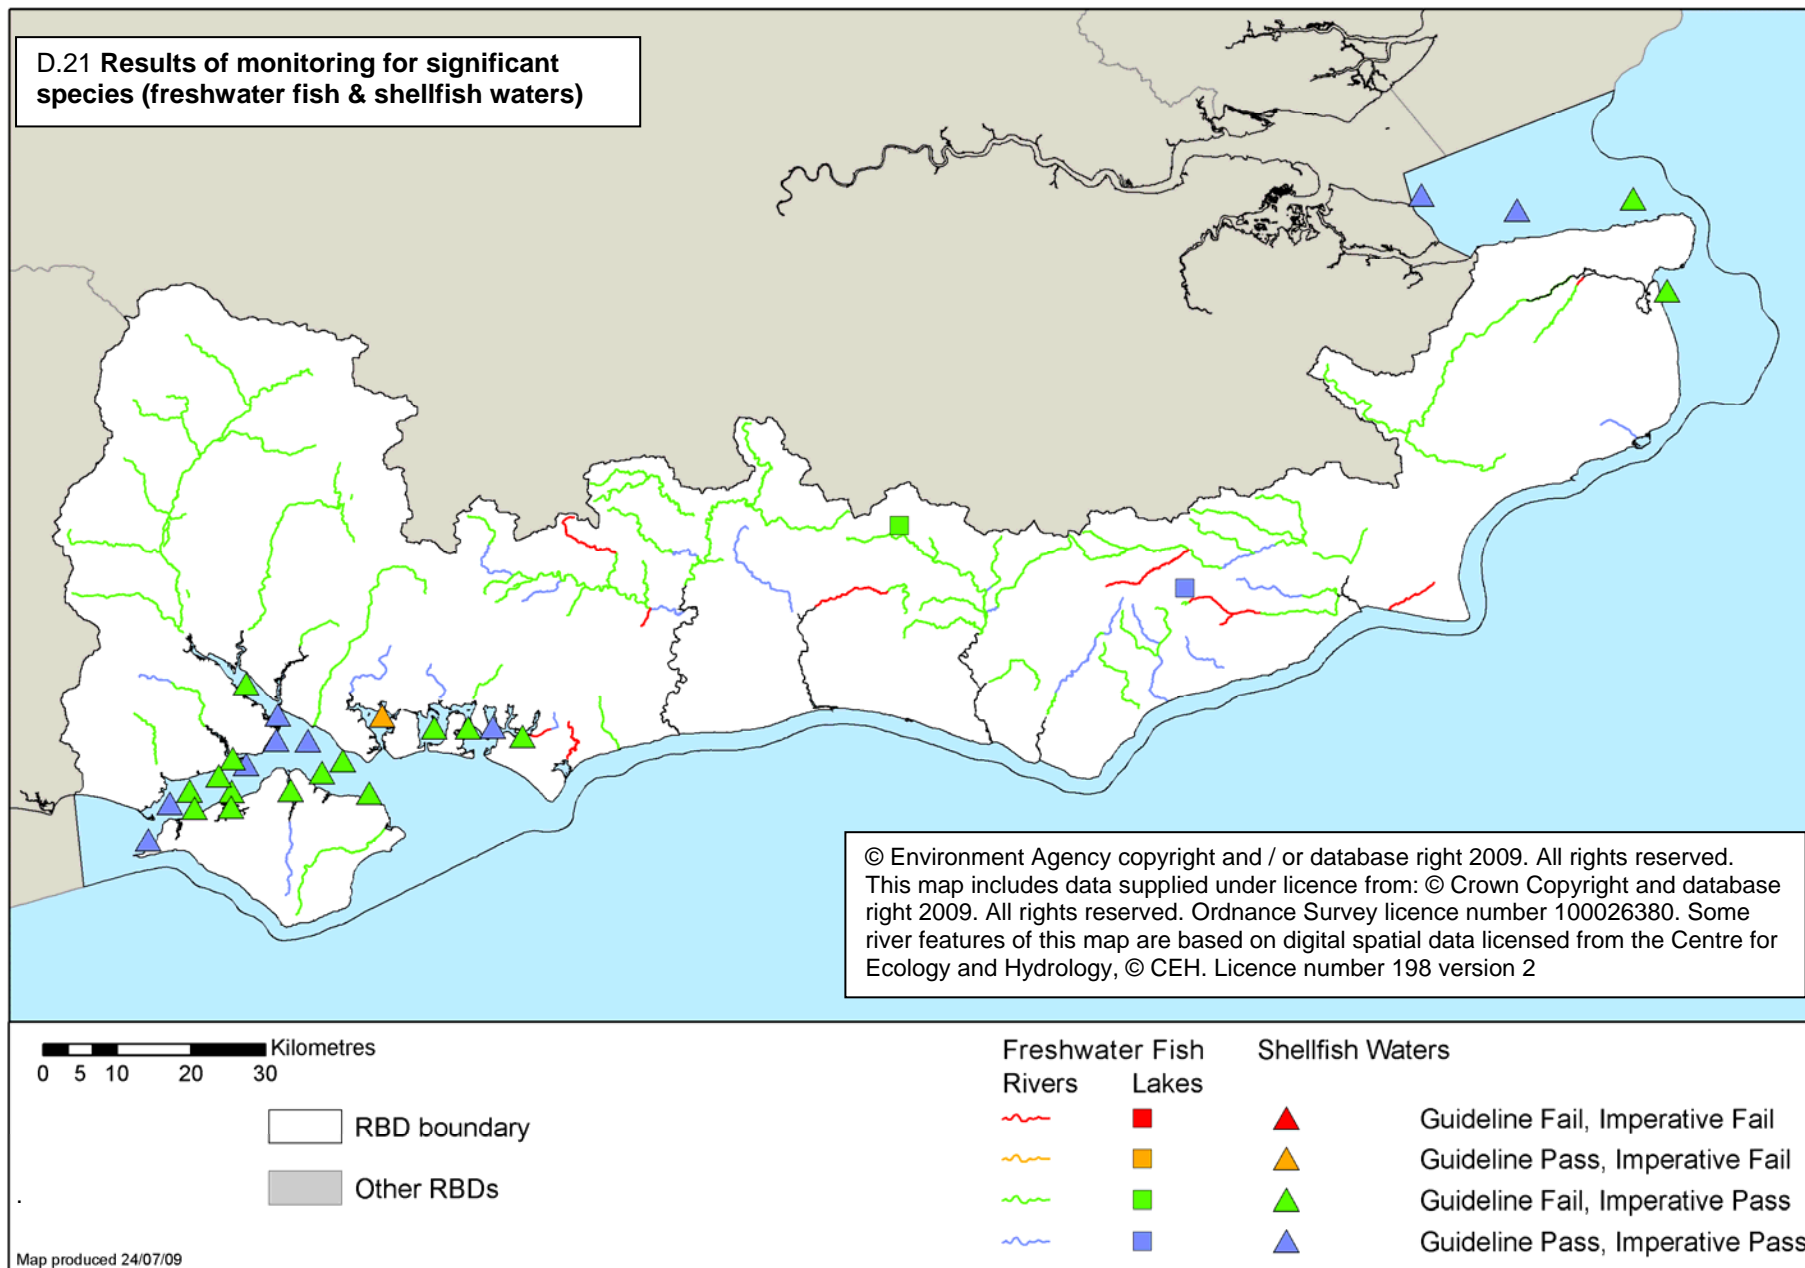 D.21 Results of monitoring for significant
species (freshwater fish & shellfish waters)
© Environment Agency copyright and / or database right 2009. All rights reserved.
This map includes data supplied under licence from: © Crown Copyright and database
right 2009. All rights reserved. Ordnance Survey licence number 100026380. Some
river features of this map are based on digital spatial data licensed from the Centre for
Ecology and Hydrology, © CEH. Licence number 198 version 2
Kilometres
0 5 10 20 30
RBD boundary
Other RBDs
.
Map produced 24/07/09
Freshwater Fish Shellfish Waters
Rivers Lakes
Guideline Fail, Imperative Fail
Guideline Pass, Imperative Fail
Guideline Fail, Imperative Pass
Guideline Pass, Imperative Pass